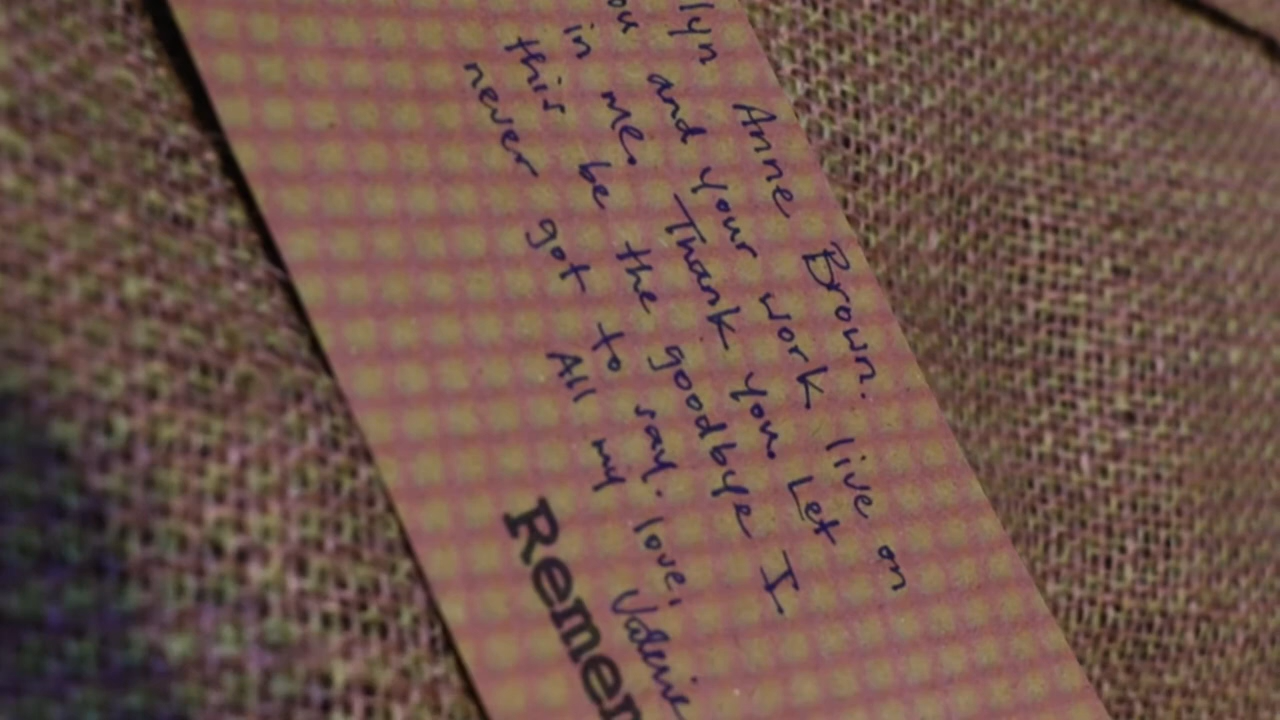 lyn Anne Brown.
ou and your work live on
in me. Thank you. Let
this be the goodbye I
never got to say.
All my love,
Valerie
Remem